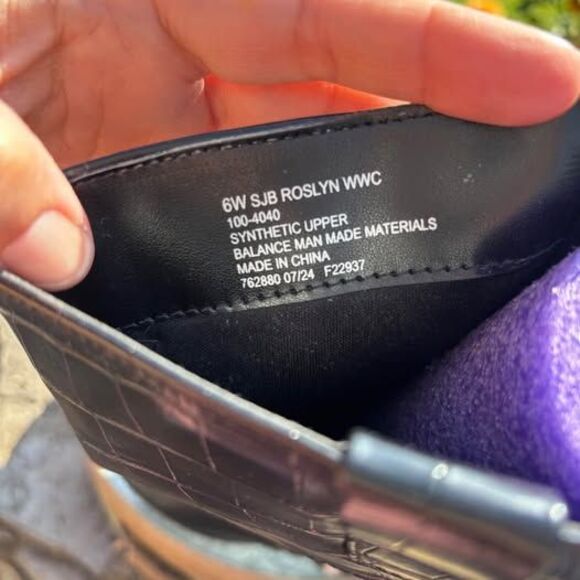 6W SJB ROSLYN WWC
100-4040
SYNTHETIC UPPER
BALANCE MAN MADE MATERIALS
MADE IN CHINA
762880 07/24 F22937